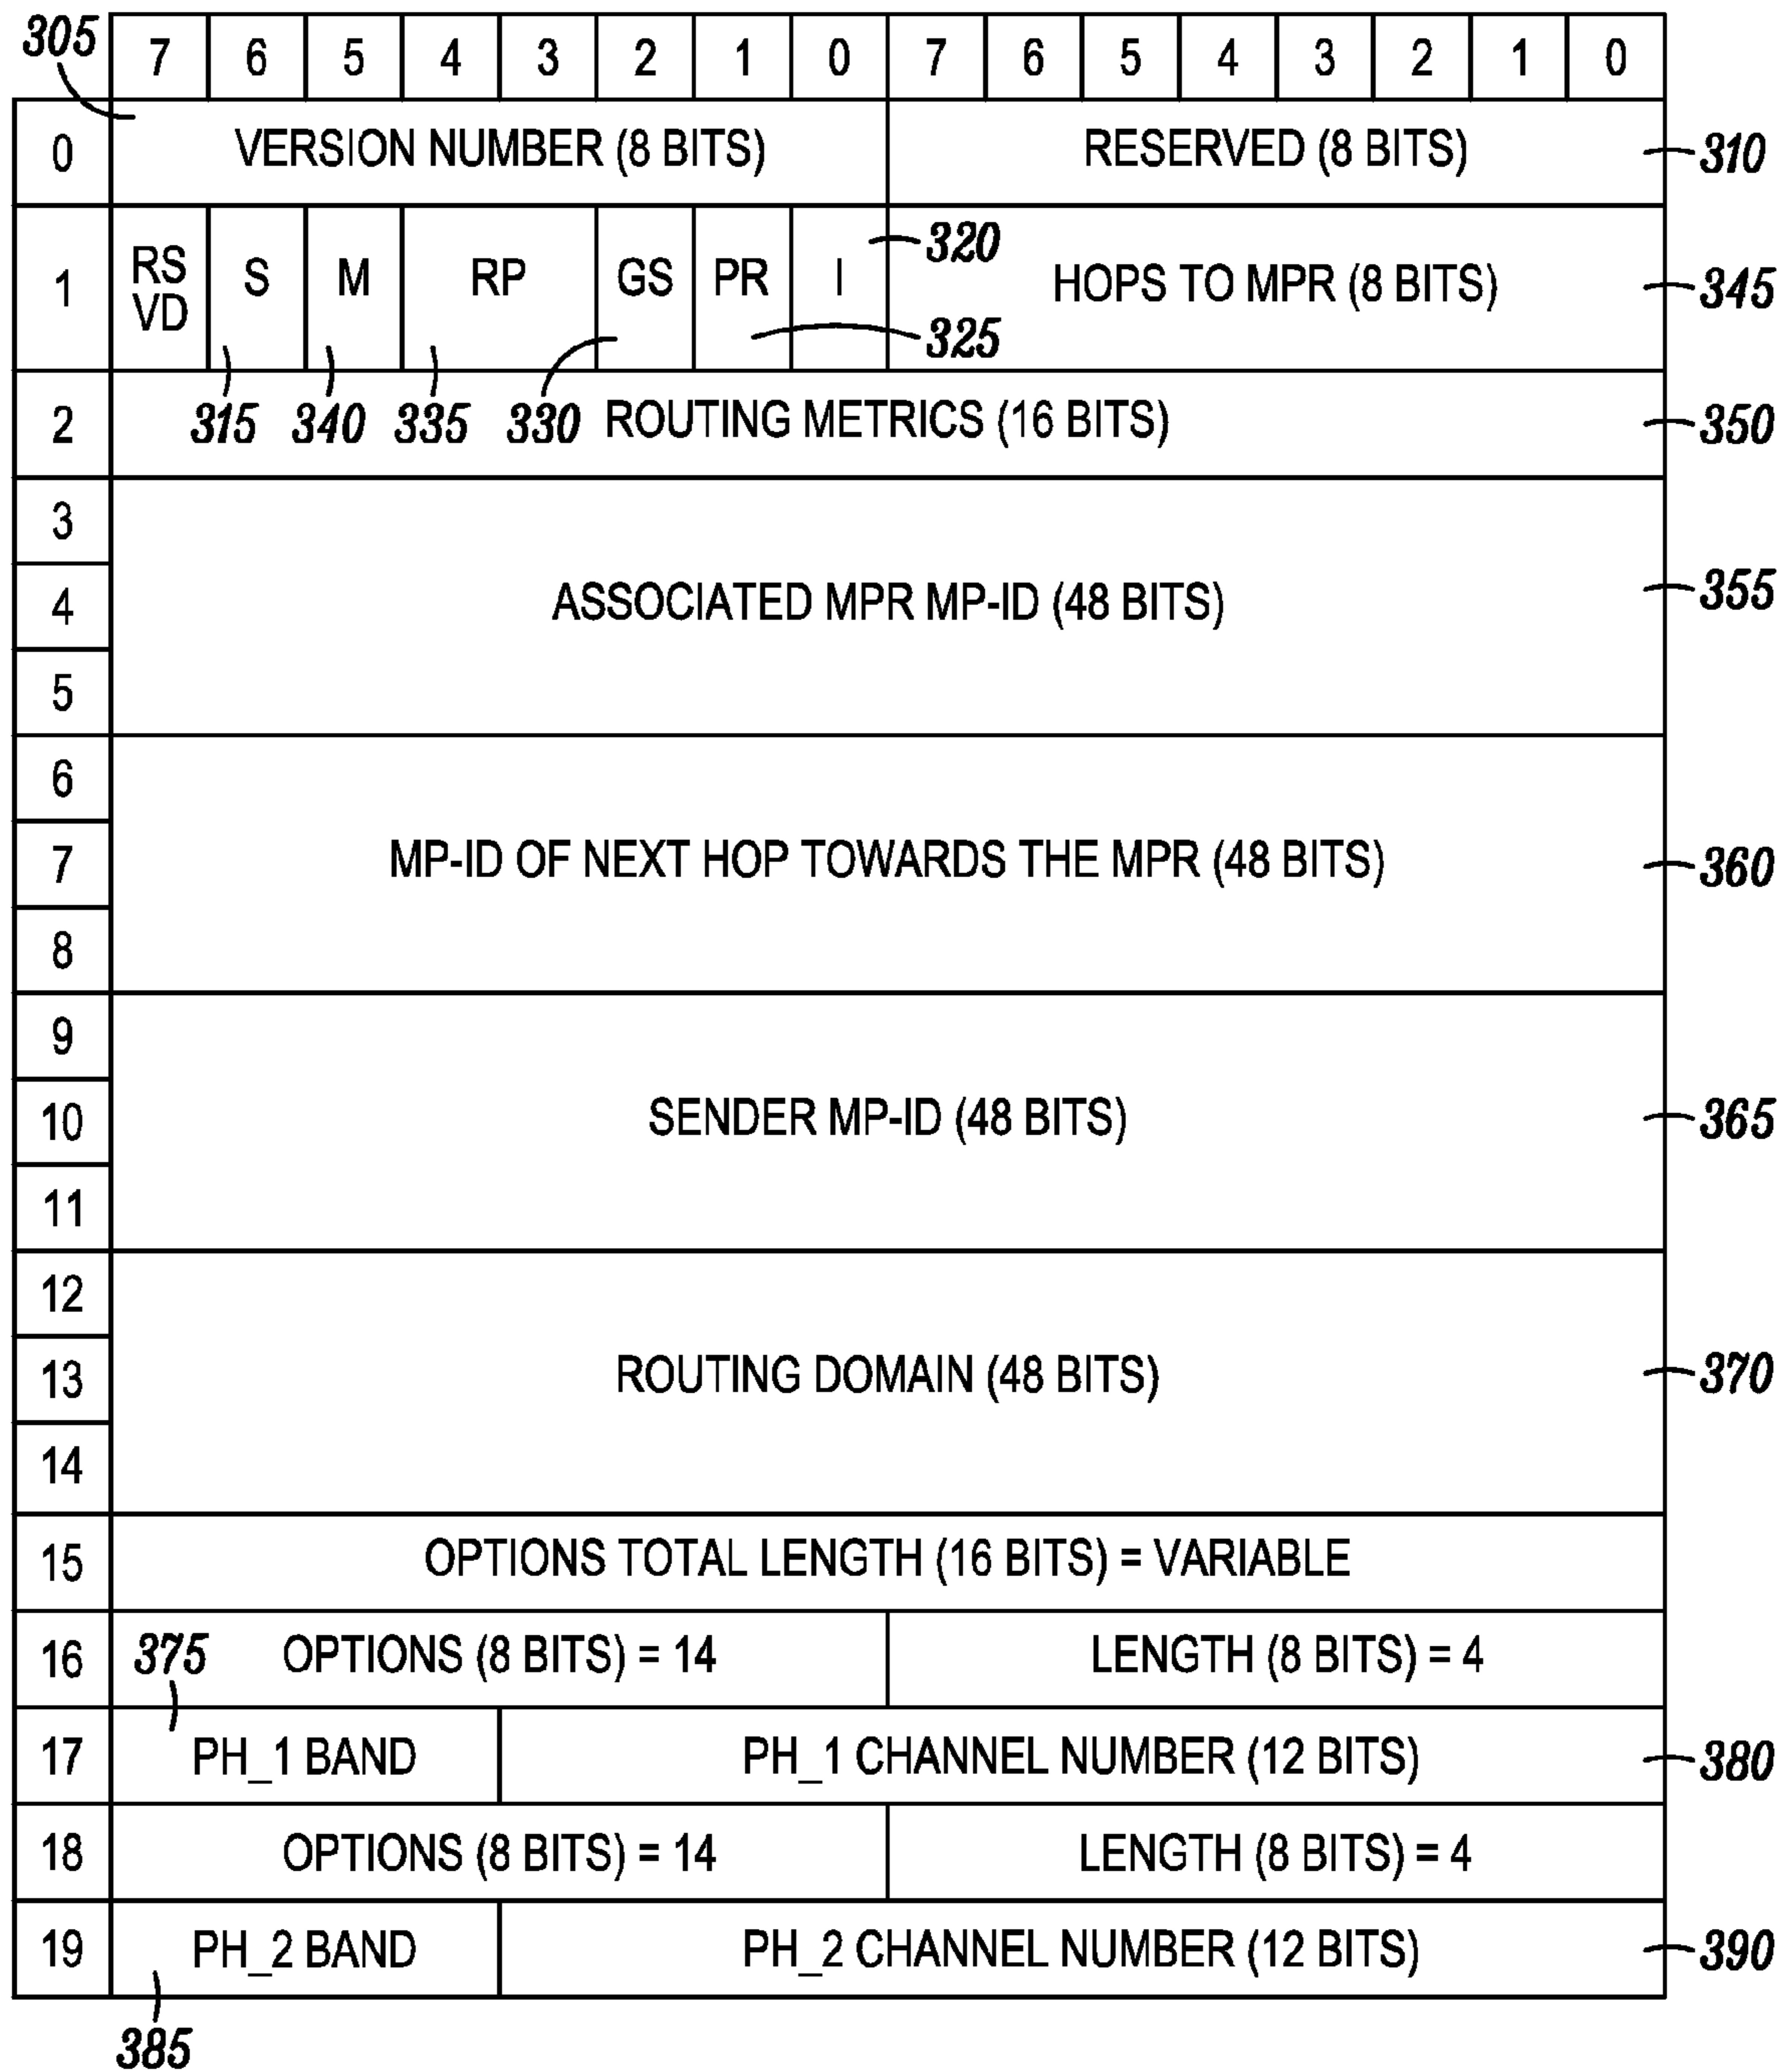 305 7 6 5 4 3 2 1 0 7 6 5 4 3 2 1 0
0 VERSION NUMBER (8 BITS) RESERVED (8 BITS) 310
1 RS VD S M RP GS PR I 320 HOPS TO MPR (8 BITS) 345
325
2 315 340 335 330 ROUTING METRICS (16 BITS) 350
3
4 ASSOCIATED MPR MP-ID (48 BITS) 355
5
6
7 MP-ID OF NEXT HOP TOWARDS THE MPR (48 BITS) 360
8
9
10 SENDER MP-ID (48 BITS) 365
11
12
13 ROUTING DOMAIN (48 BITS) 370
14
15 OPTIONS TOTAL LENGTH (16 BITS) = VARIABLE
16 375 OPTIONS (8 BITS) = 14 LENGTH (8 BITS) = 4
17 PH_1 BAND PH_1 CHANNEL NUMBER (12 BITS) 380
18 OPTIONS (8 BITS) = 14 LENGTH (8 BITS) = 4
19 PH_2 BAND PH_2 CHANNEL NUMBER (12 BITS) 390
385